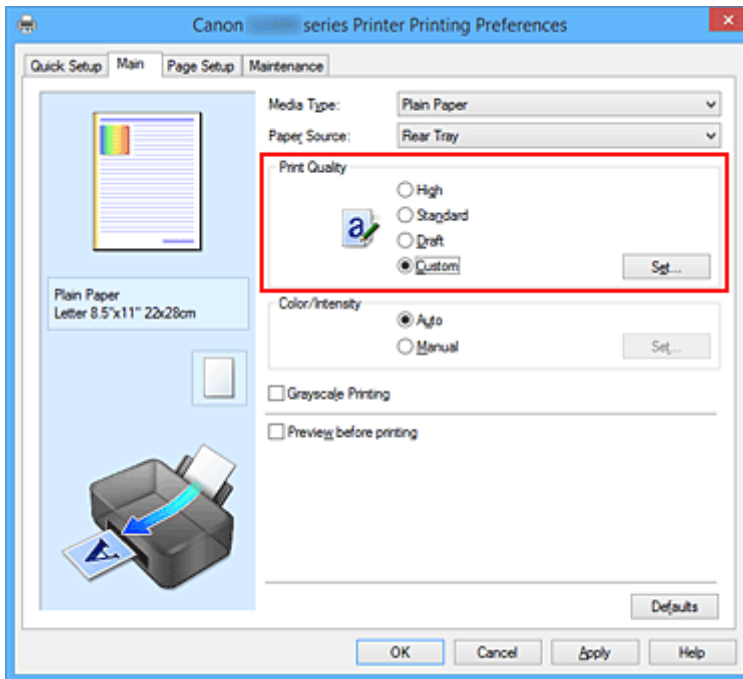 Canon series Printer Printing Preferences
Quick Setup Main Page Setup Maintenance
Media Type: Plain Paper
Paper Source: Rear Tray
Print Quality
High
a Standard
Draft
Custom Set...
Plain Paper
Letter 8.5"x11" 22x28cm
Color/Intensity
Auto
Manual Set...
Grayscale Printing
Preview before printing
A
Defaults
OK Cancel Apply Help